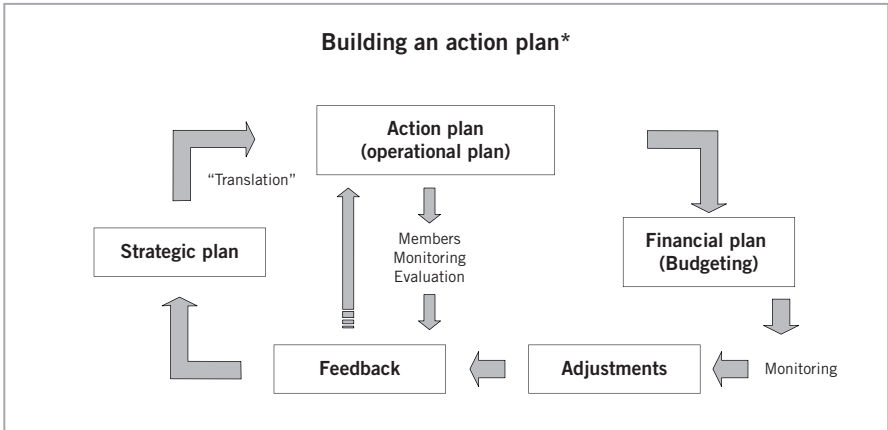 Building an action plan*
Action plan
(operational plan)
“Translation”
Members
Monitoring
Evaluation
Strategic plan
Financial plan
(Budgeting)
Feedback
Adjustments
Monitoring